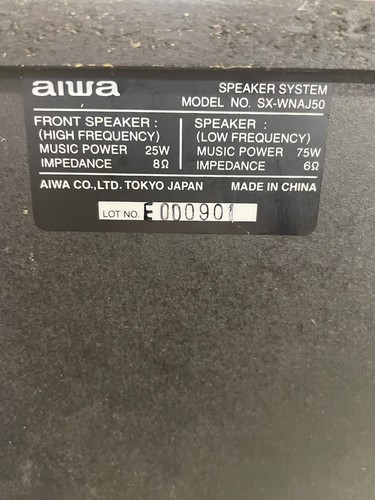 aiwa
SPEAKER SYSTEM
MODEL NO. SX-WNAJ50
FRONT SPEAKER :
(HIGH FREQUENCY)
MUSIC POWER 25W
IMPEDANCE 8Ω
SPEAKER :
(LOW FREQUENCY)
MUSIC POWER 75W
IMPEDANCE 6Ω
AIWA CO.,LTD. TOKYO JAPAN MADE IN CHINA
LOT NO. E000901